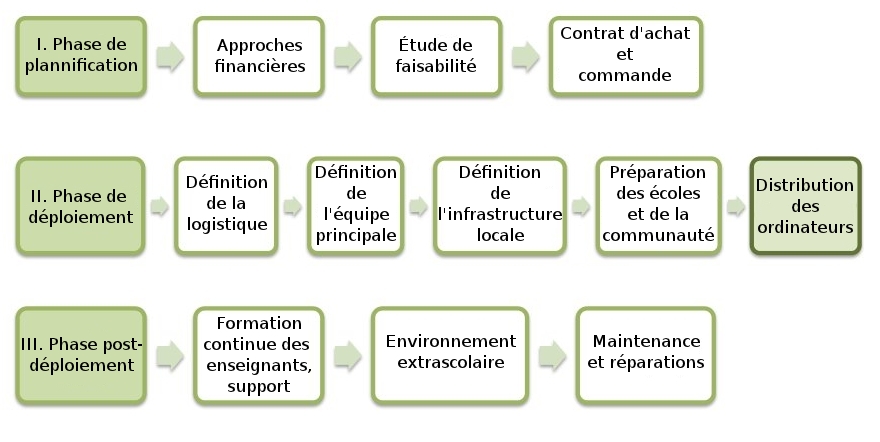 I. Phase de
plannification
Approches
financières
Étude de
faisabilité
Contrat d'achat
et
commande
II. Phase de
déploiement
Définition
de la
logistique
Définition
de
l'équipe
principale
Définition
de
l'infrastructure
locale
Préparation
des écoles
et de la
communauté
Distribution
des
ordinateurs
III. Phase post-
déploiement
Formation
continue des
enseignants,
support
Environnement
extrascolaire
Maintenance
et réparations